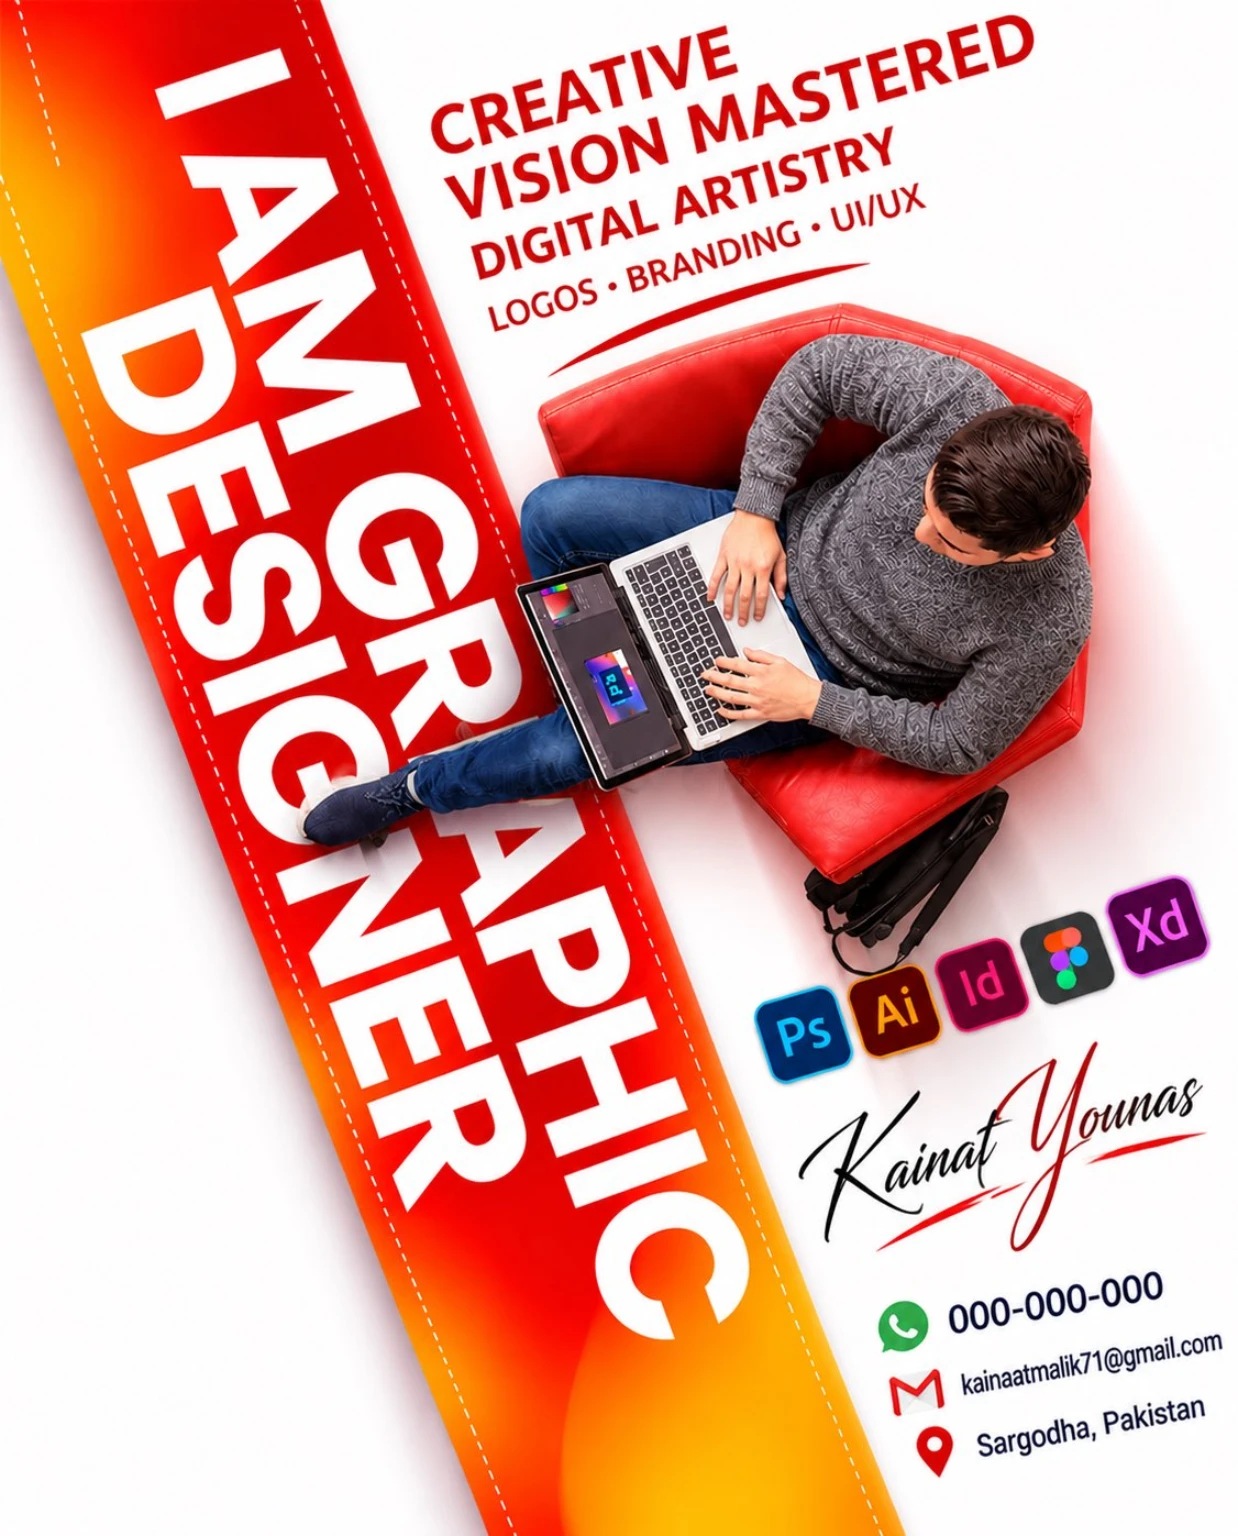 I AM GRAPHIC
DESIGNER
CREATIVE
VISION MASTERED
DIGITAL ARTISTRY
LOGOS • BRANDING • UI/UX
Ps
Ps
Ai
Id
Xd
Kainat Younas
000-000-000
kainaatmalik71@gmail.com
Sargodha, Pakistan